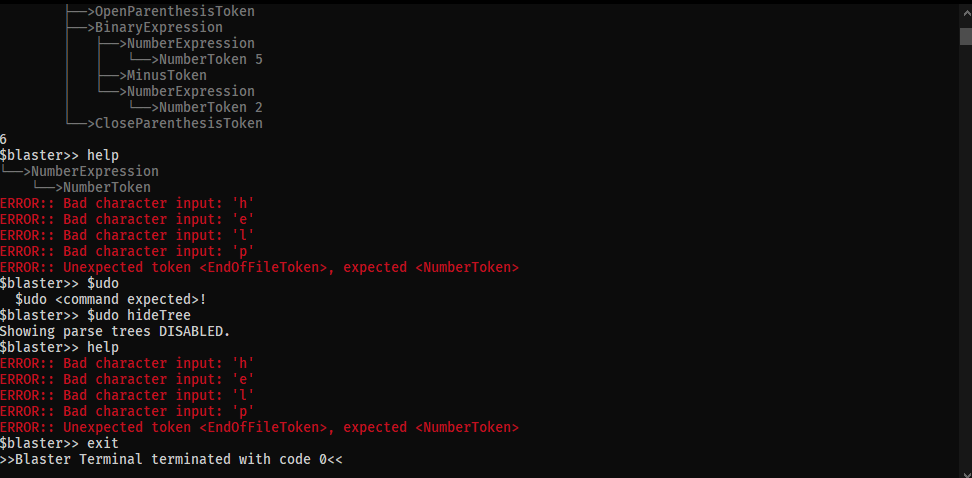 ├──>OpenParenthesisToken
├──>BinaryExpression
│   ├──>NumberExpression
│   │   └──>NumberToken 5
│   ├──>MinusToken
│   └──>NumberExpression
│       └──>NumberToken 2
└──>CloseParenthesisToken
6
$blaster>> help
└──>NumberExpression
    └──>NumberToken
ERROR:: Bad character input: 'h'
ERROR:: Bad character input: 'e'
ERROR:: Bad character input: 'l'
ERROR:: Bad character input: 'p'
ERROR:: Unexpected token <EndOfFileToken>, expected <NumberToken>
$blaster>> $udo
  $udo <command expected>!
$blaster>> $udo hideTree
Showing parse trees DISABLED.
$blaster>> help
ERROR:: Bad character input: 'h'
ERROR:: Bad character input: 'e'
ERROR:: Bad character input: 'l'
ERROR:: Bad character input: 'p'
ERROR:: Unexpected token <EndOfFileToken>, expected <NumberToken>
$blaster>> exit
>>Blaster Terminal terminated with code 0<<